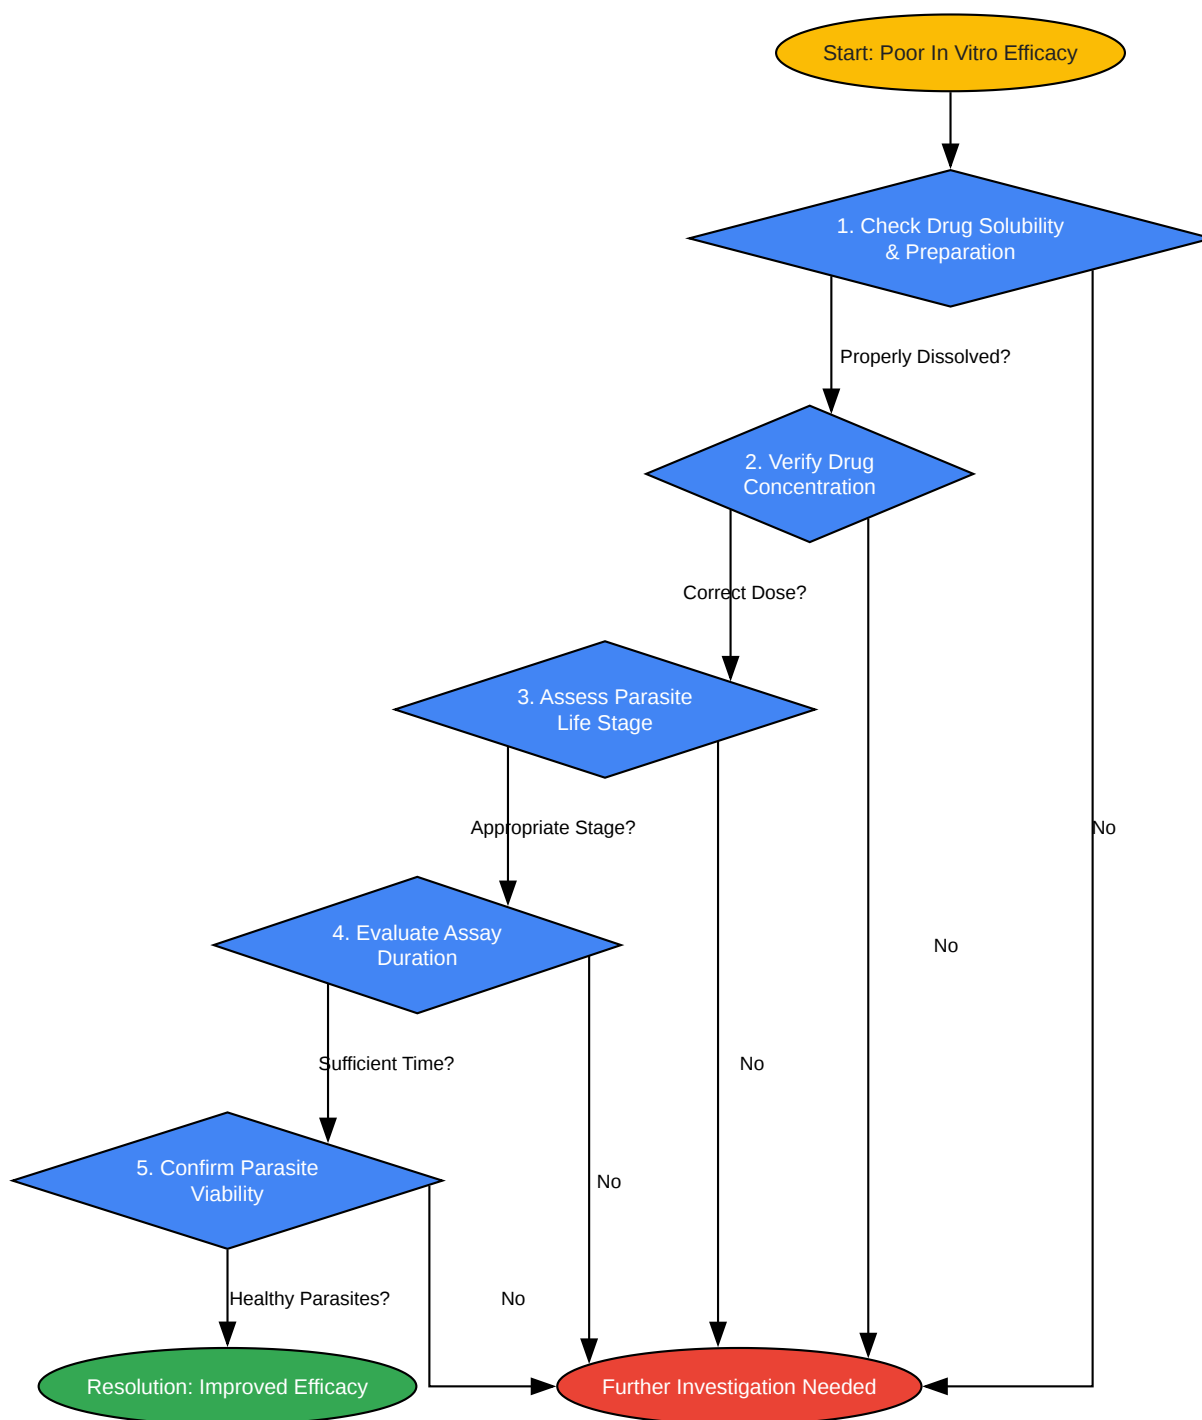 Start: Poor In Vitro Efficacy
1. Check Drug Solubility
& Preparation
Properly Dissolved?
2. Verify Drug
Concentration
Correct Dose?
3. Assess Parasite
Life Stage
Appropriate Stage?
No
4. Evaluate Assay
Duration
No
Sufficient Time?
No
5. Confirm Parasite
Viability
No
Healthy Parasites?
No
Resolution: Improved Efficacy
Further Investigation Needed